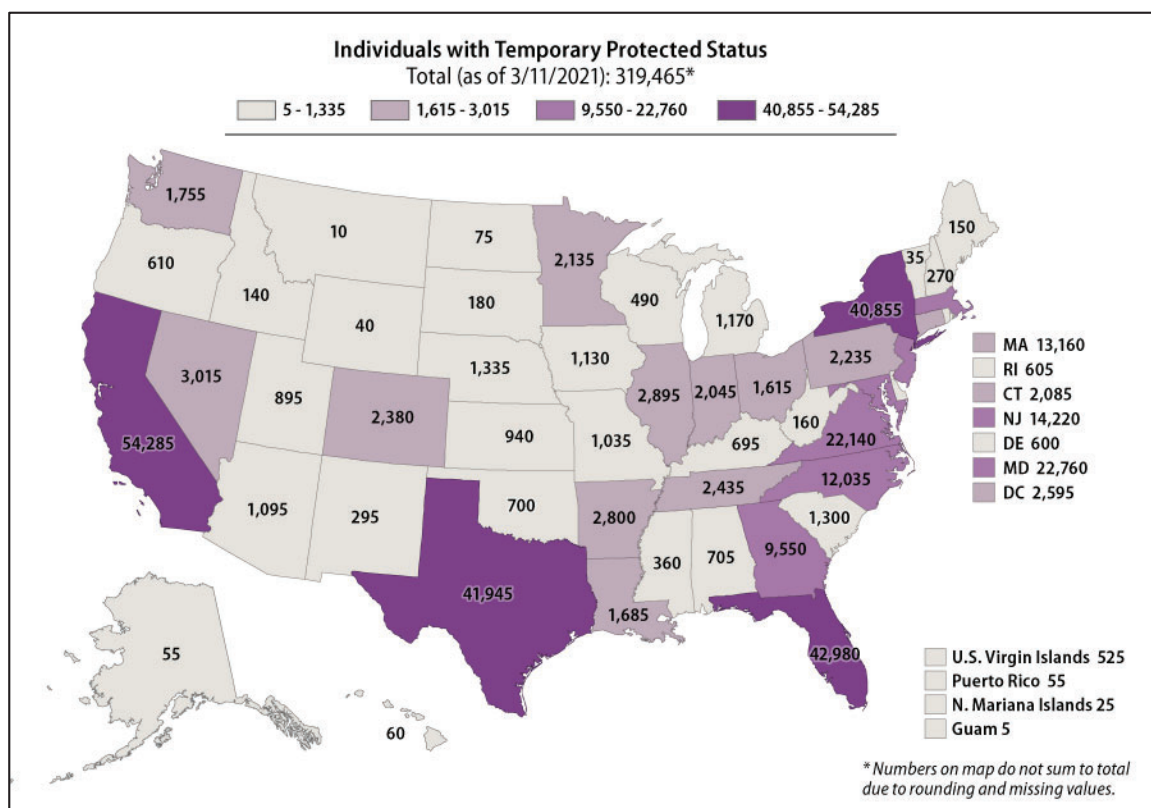 Individuals with Temporary Protected Status
Total (as of 3/11/2021): 319,465*
5 - 1,335
1,615 - 3,015
9,550 - 22,760
40,855 - 54,285
1,755
10
75
2,135
150
35
270
610
140
180
490
1,170
40,855
40
1,130
2,235
MA 13,160
RI 605
CT 2,085
NJ 14,220
DE 600
MD 22,760
DC 2,595
3,015
895
2,380
1,335
2,895
2,045
1,615
160
54,285
940
1,035
695
22,140
1,095
295
700
2,800
2,435
12,035
1,300
360
705
9,550
41,945
1,685
42,980
55
60
U.S. Virgin Islands 525
Puerto Rico 55
N. Mariana Islands 25
Guam 5
* Numbers on map do not sum to total
due to rounding and missing values.